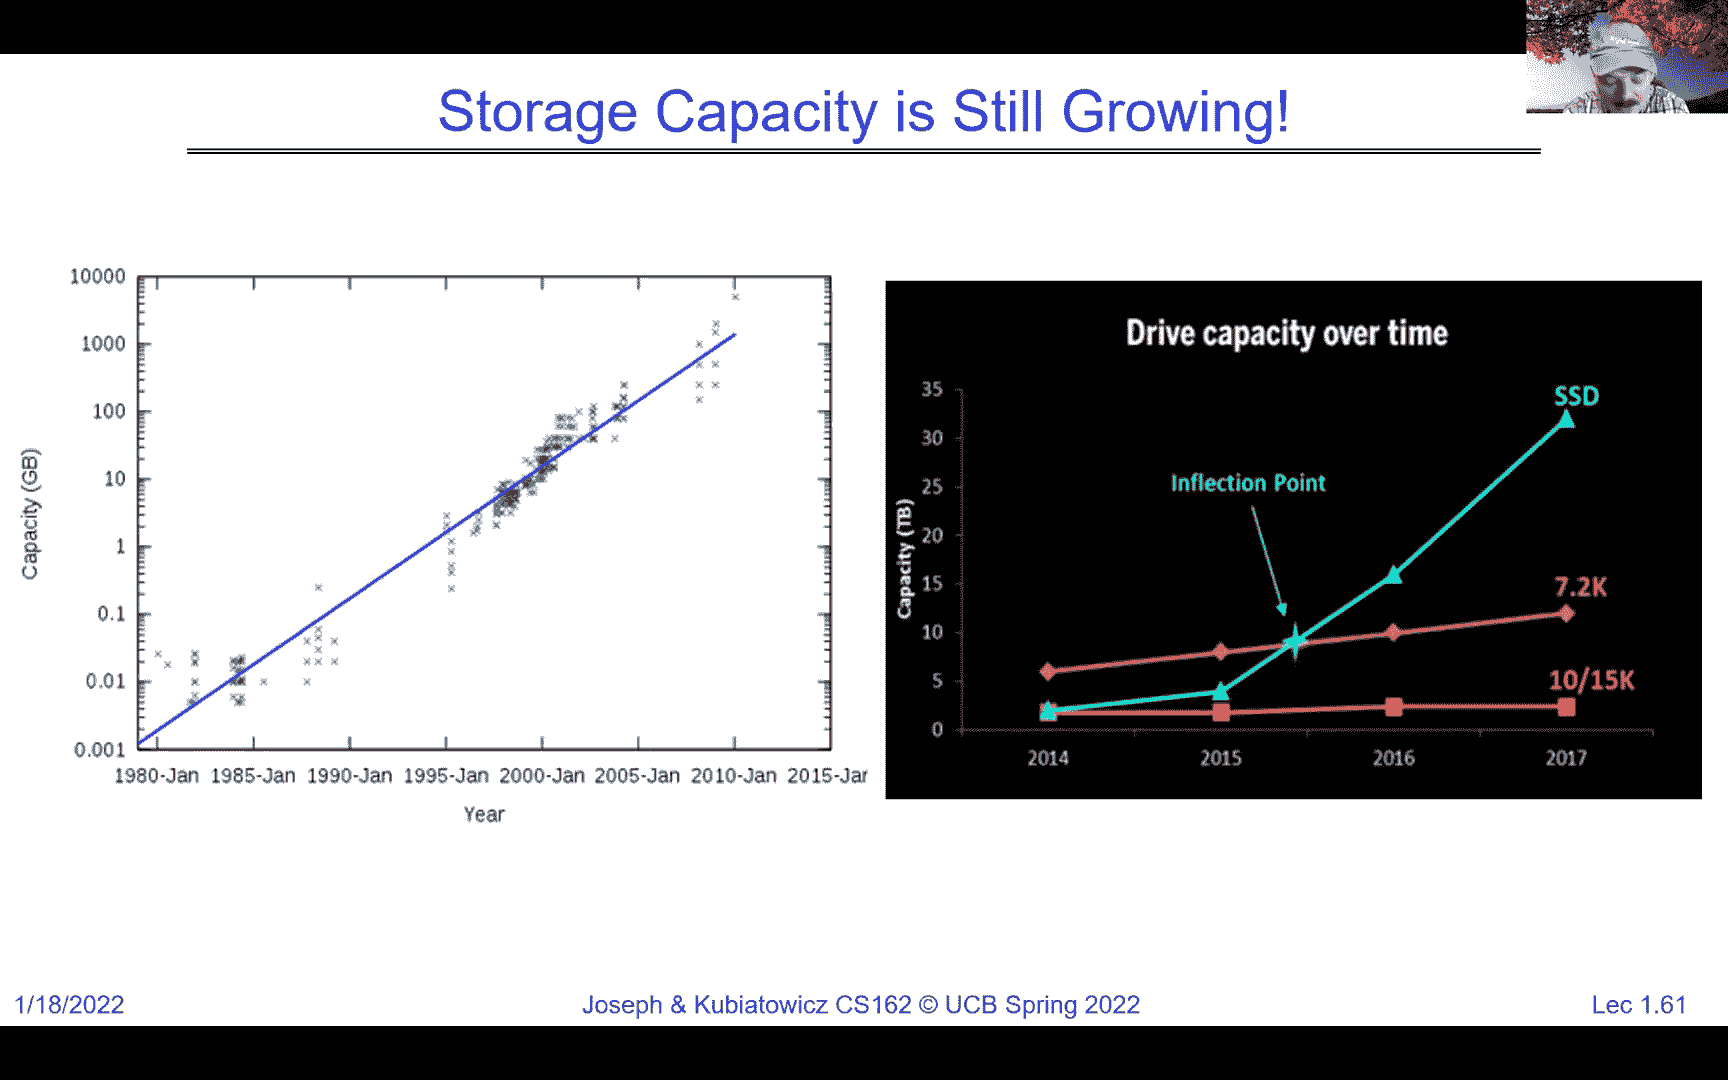 Storage Capacity is Still Growing!
10000
1000
100
10
1
0.1
0.01
0.001
Capacity (GB)
1980-Jan 1985-Jan 1990-Jan 1995-Jan 2000-Jan 2005-Jan 2010-Jan 2015-Jar
Year
Drive capacity over time
35
30
25
20
15
10
5
0
Capacity (TB)
SSD
Inflection Point
7.2K
10/15K
2014 2015 2016 2017
1/18/2022
Joseph & Kubiatowicz CS162 © UCB Spring 2022
Lec 1.61